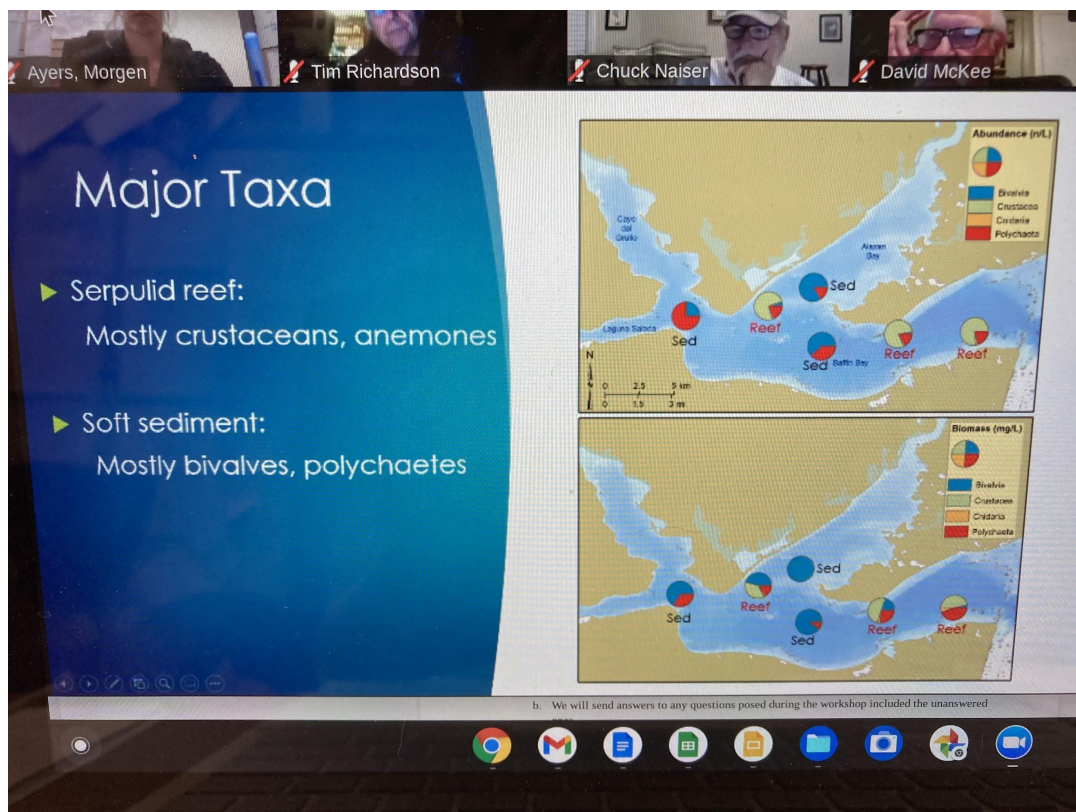 Ayers, Morgen
Tim Richardson
Chuck Naiser
David McKee
Major Taxa
Serpulid reef:
Mostly crustaceans, anemones
Soft sediment:
Mostly bivalves, polychaetes
Abundance (n/L)
Bivalvia
Crustacea
Cnidaria
Polychaeta
Cayo
del
Grullo
Alazan
Bay
Sed
Reef
Laguna Salada
Sed
Sed
Baffin Bay
Reef
Reef
N
0 2.5 5 km
0 1.5 3 m
Biomass (mg/L)
Bivalvia
Crustacea
Cnidaria
Polychaeta
Sed
Reef
Sed
Sed
Reef
Reef
b. We will send answers to any questions posed during the workshop included the unanswered